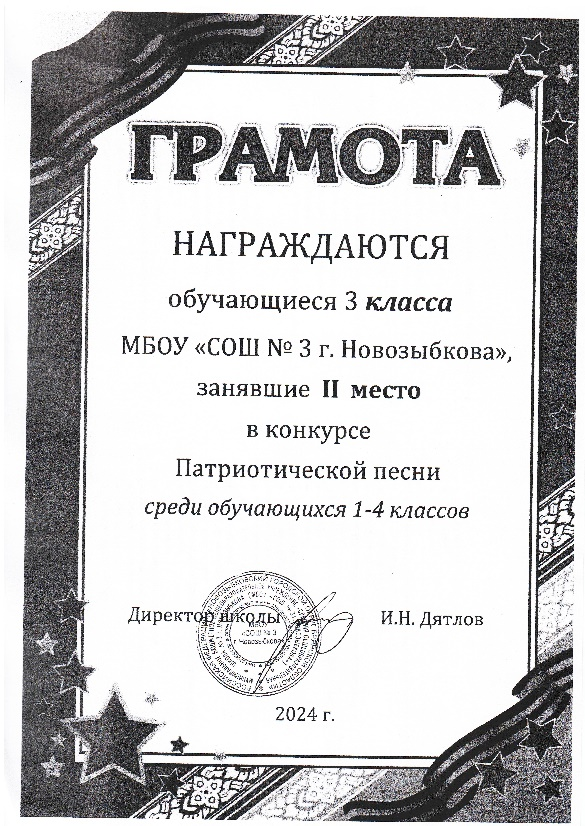 ГРАМОТА
НАГРАЖДАЮТСЯ
обучающиеся 3 класса
МБОУ «СОШ № 3 г. Новозыбкова»,
занявшие II место
в конкурсе
Патриотической песни
среди обучающихся 1-4 классов
Директор школы И.Н. Дятлов
2024 г.